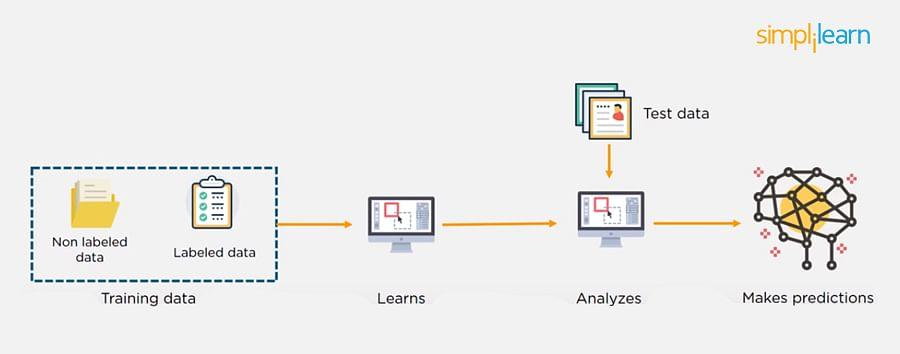 simplilearn
Test data
Non labeled
data
Labeled data
Training data
Learns
Analyzes
Makes predictions